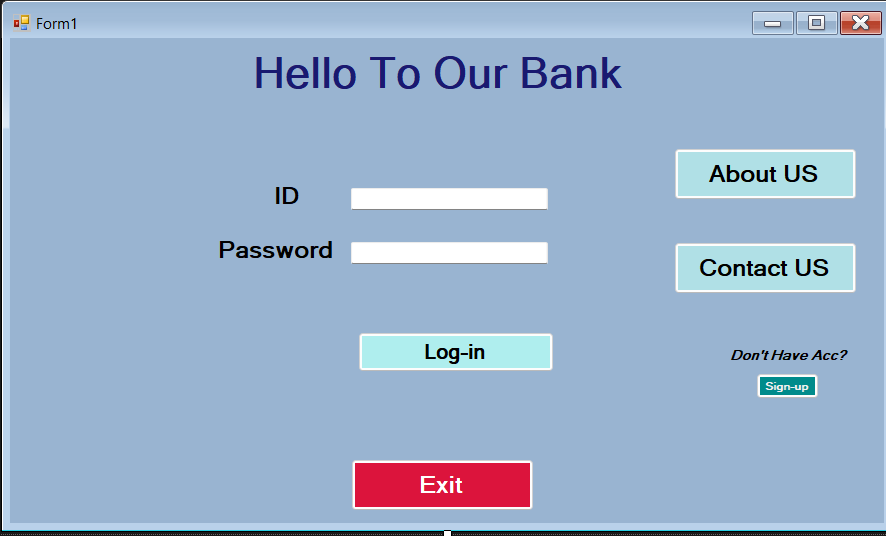 Form1
Hello To Our Bank
About US
ID
Password
Contact US
Log-in
Don't Have Acc?
Sign-up
Exit